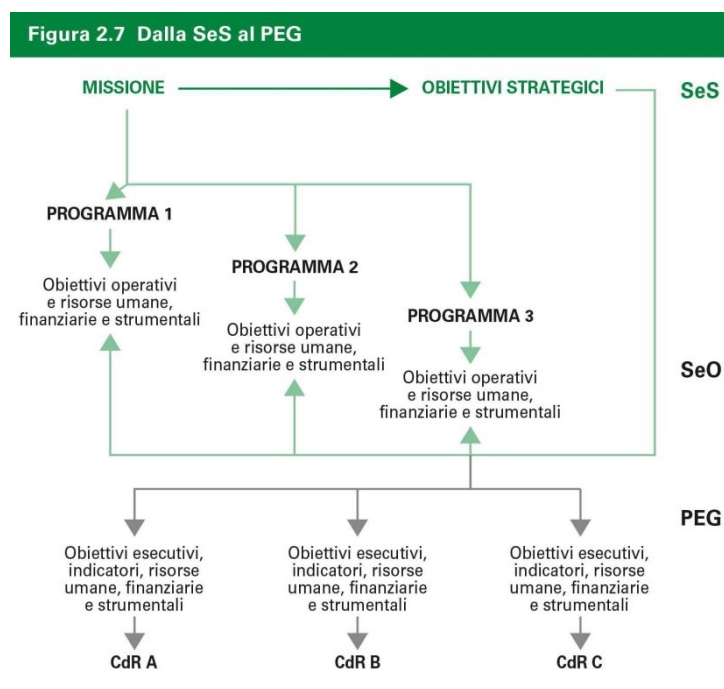 Figura 2.7 Dalla SeS al PEG
MISSIONE
OBIETTIVI STRATEGICI
SeS
PROGRAMMA 1
Obiettivi operativi
e risorse umane,
finanziarie e strumentali
PROGRAMMA 2
Obiettivi operativi
e risorse umane,
finanziarie e strumentali
PROGRAMMA 3
Obiettivi operativi
e risorse umane,
finanziarie e strumentali
SeO
PEG
Obiettivi esecutivi,
indicatori, risorse
umane, finanziarie
e strumentali
CdR A
Obiettivi esecutivi,
indicatori, risorse
umane, finanziarie
e strumentali
CdR B
Obiettivi esecutivi,
indicatori, risorse
umane, finanziarie
e strumentali
CdR C